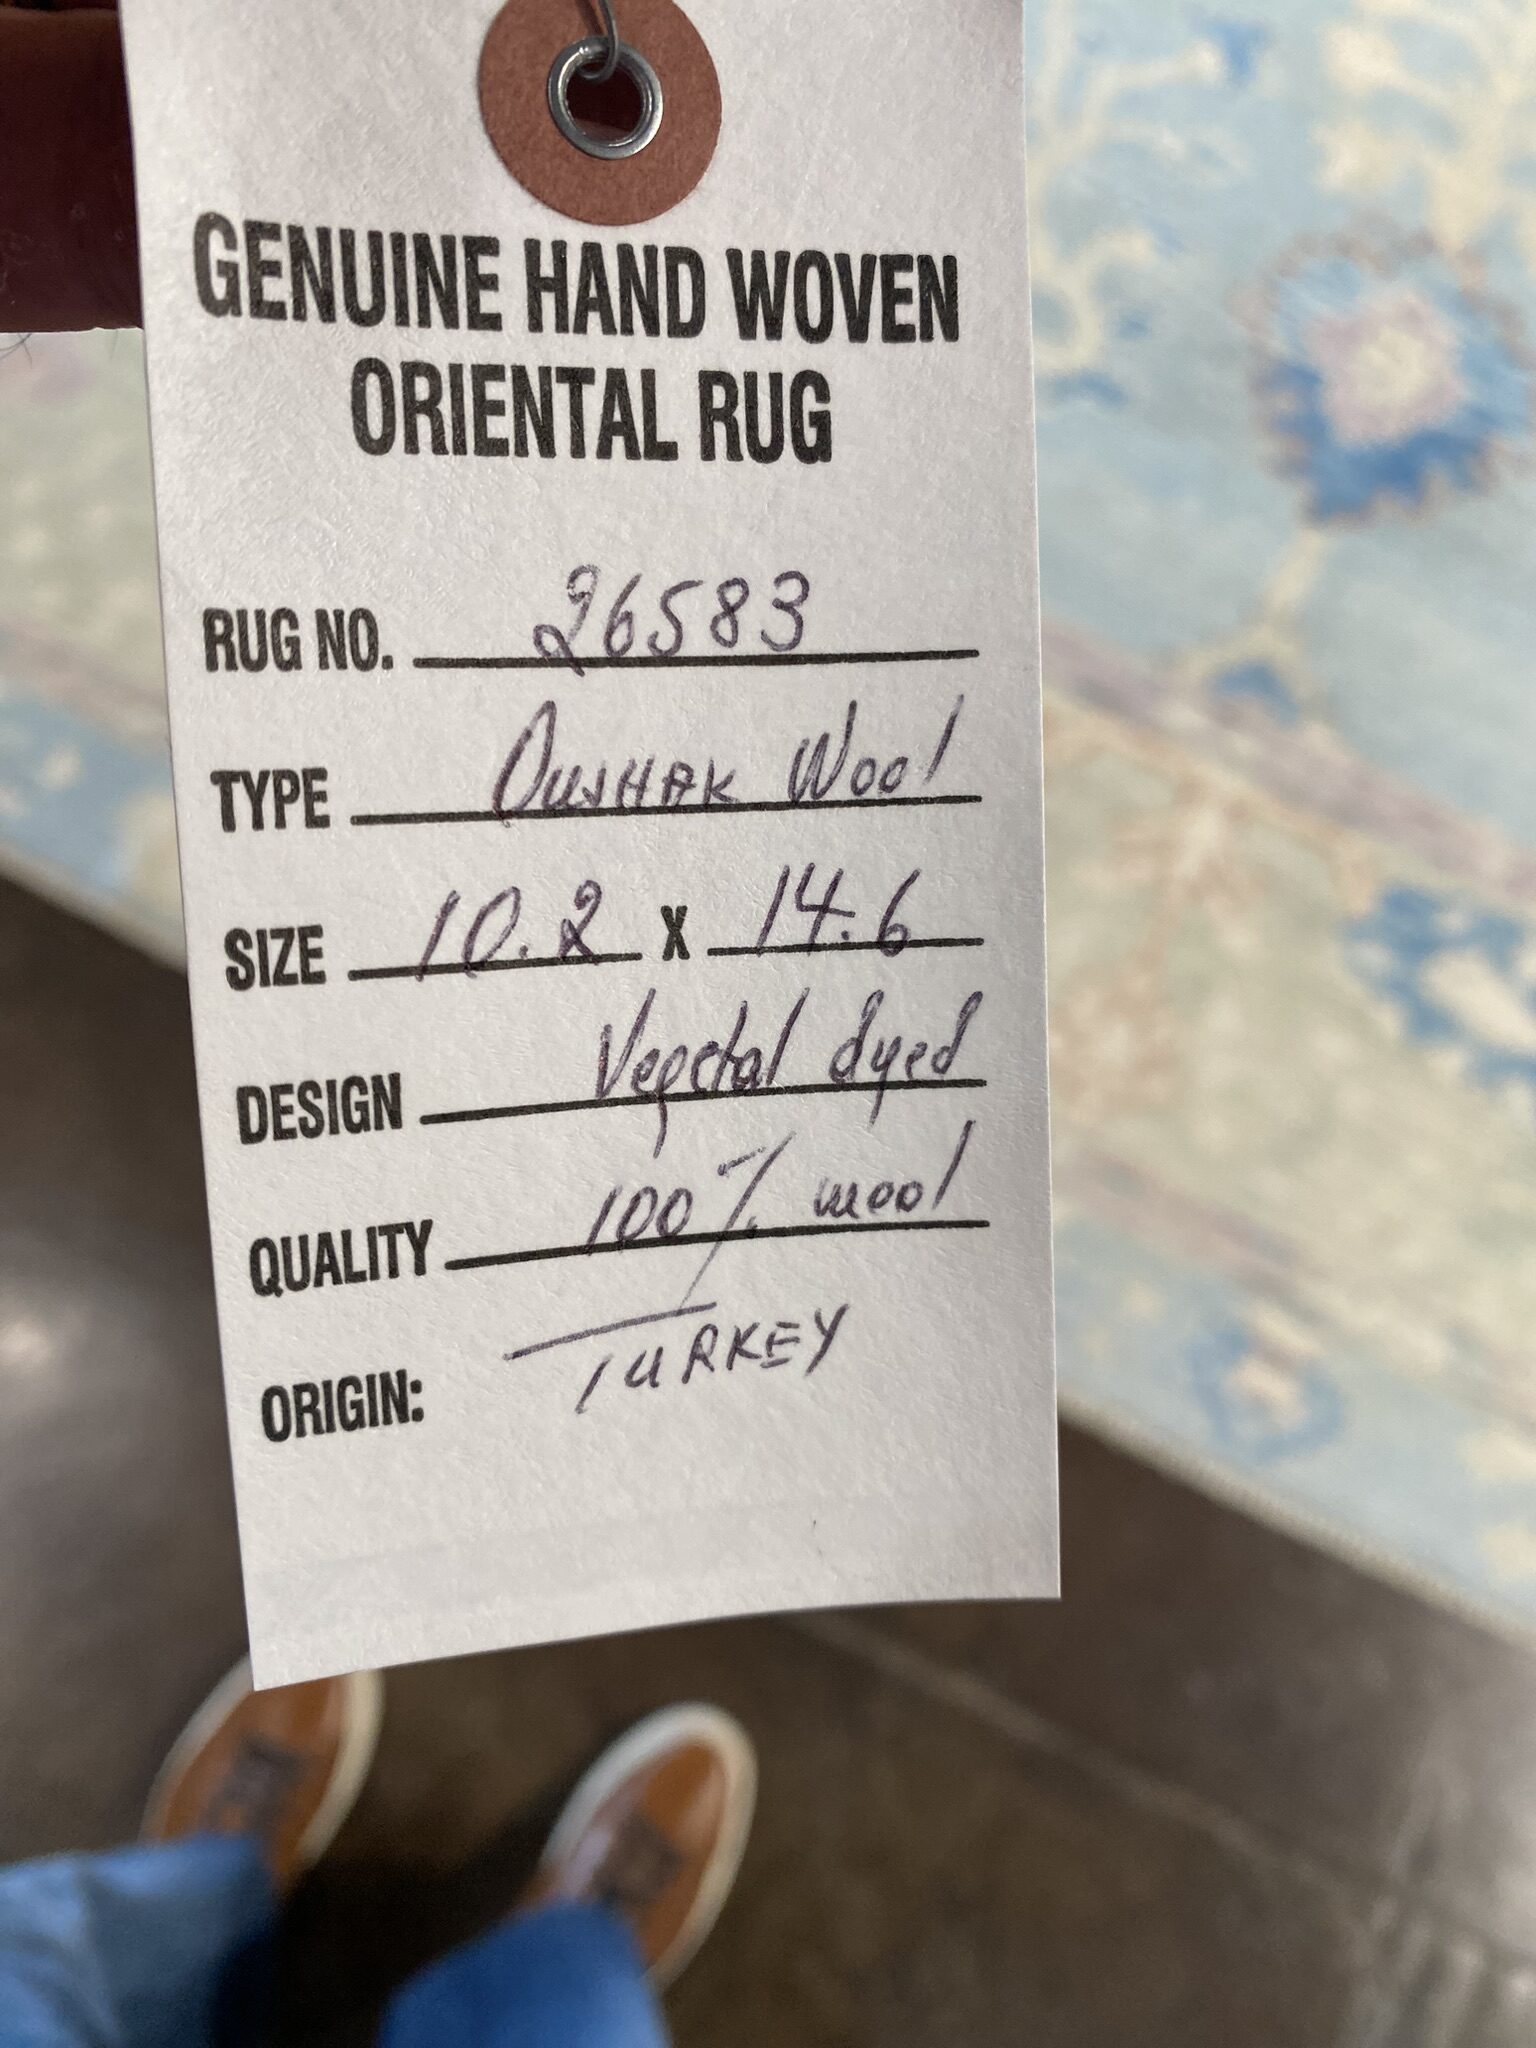 GENUINE HAND WOVEN
ORIENTAL RUG
RUG NO. 26583
TYPE Oushak Wool
SIZE 10.2 X 14.6
DESIGN Vegetal dyed
QUALITY 100% wool
ORIGIN: TURKEY